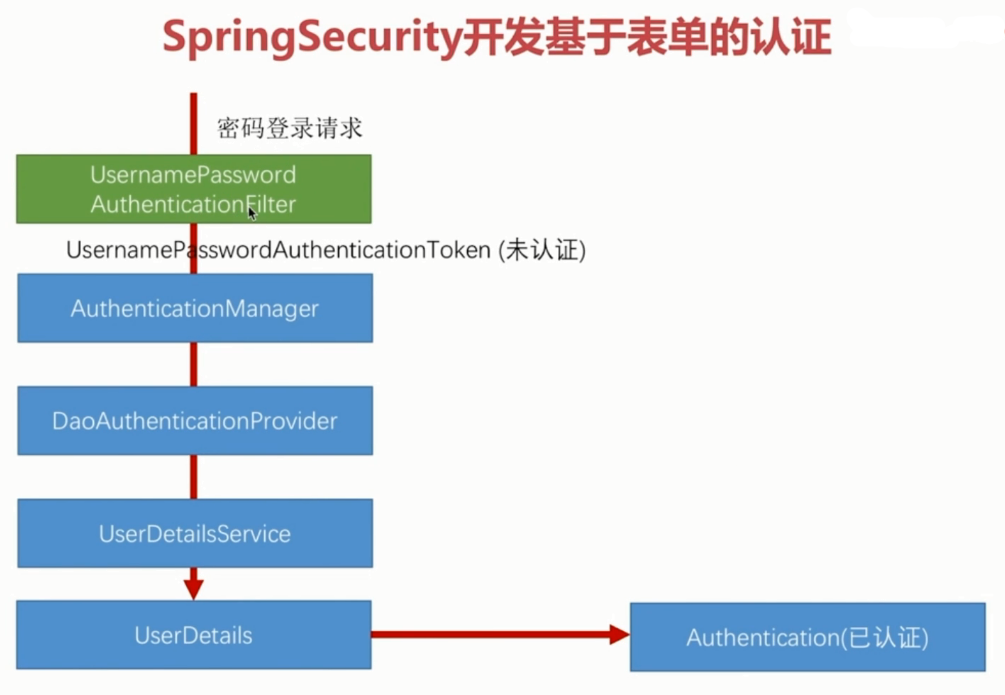 SpringSecurity开发基于表单的认证
密码登录请求
UsernamePassword
AuthenticationFilter
UsernamePasswordAuthenticationToken (未认证)
AuthenticationManager
DaoAuthenticationProvider
UserDetailsService
UserDetails
Authentication(已认证)